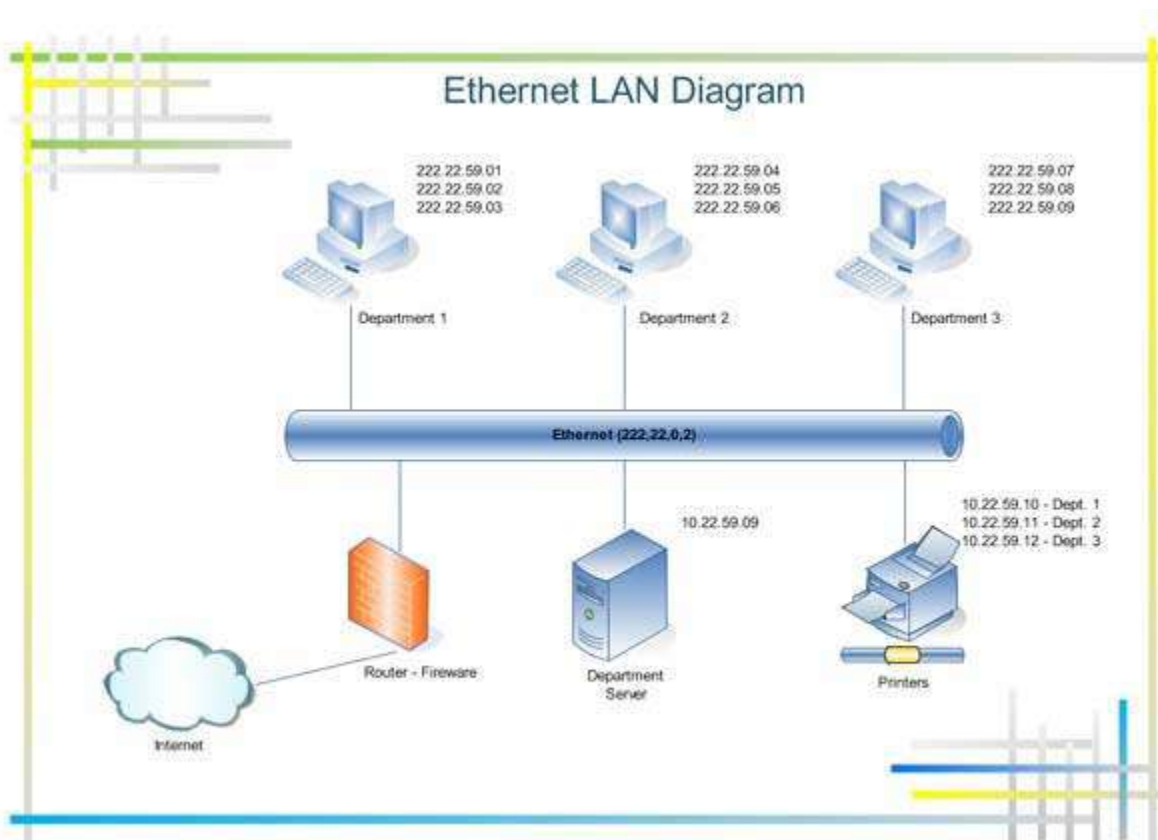 Ethernet LAN Diagram
222.22.59.01
222.22.59.02
222.22.59.03
222.22.59.04
222.22.59.05
222.22.59.06
222.22.59.07
222.22.59.08
222.22.59.09
Department 1
Department 2
Department 3
Ethernet (222,22,0,2)
10.22.59.09
10.22.59.10 - Dept. 1
10.22.59.11 - Dept. 2
10.22.59.12 - Dept. 3
Router - Fireware
Department
Server
Printers
Internet